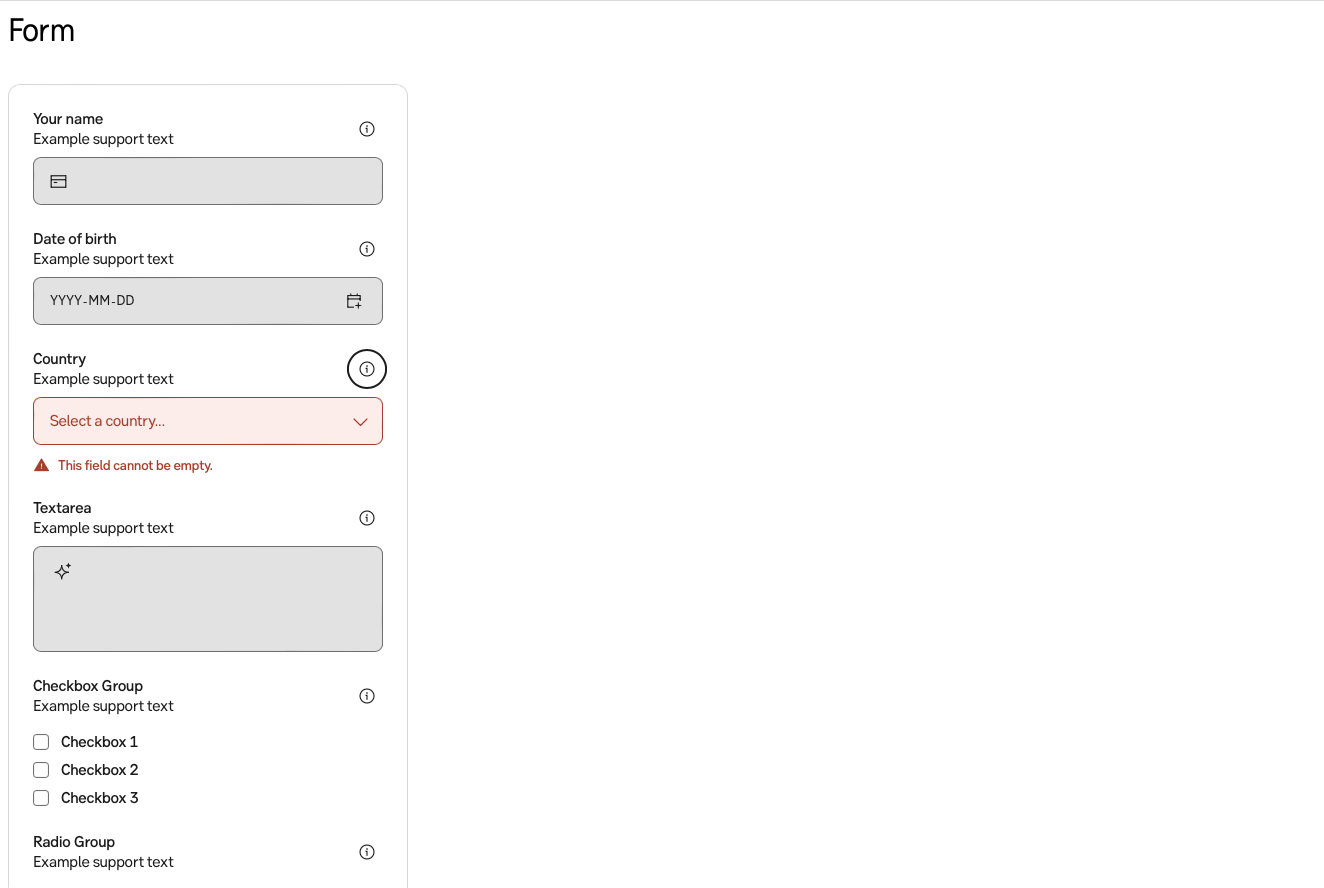 Form
Your name
Example support text
Date of birth
Example support text
YYYY-MM-DD
Country
Example support text
Select a country...
This field cannot be empty.
Textarea
Example support text
Checkbox Group
Example support text
Checkbox 1
Checkbox 2
Checkbox 3
Radio Group
Example support text